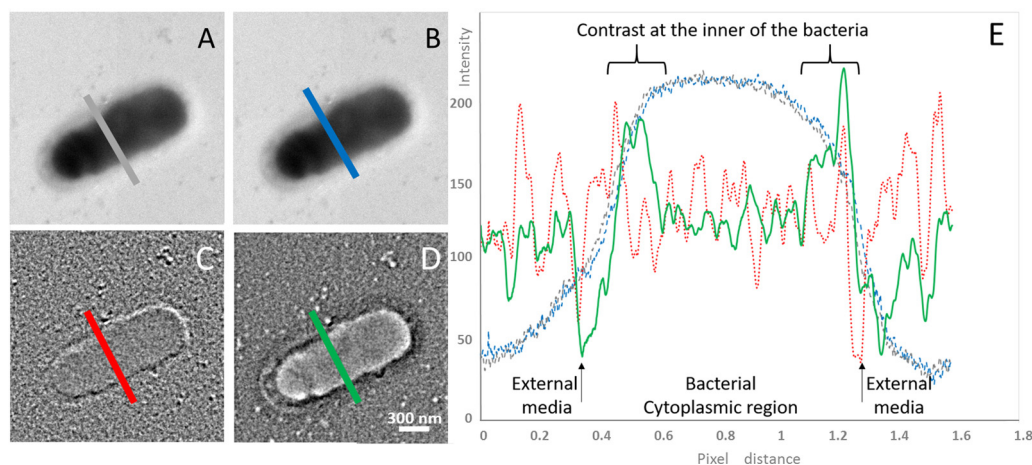 A
B
C
D
300 nm
E
Contrast at the inner of the bacteria
Intensity
200
150
100
50
0
External
media
Bacterial
Cytoplasmic region
External
media
0 0.2 0.4 0.6 0.8 1 1.2 1.4 1.6 1.8
Pixel distance